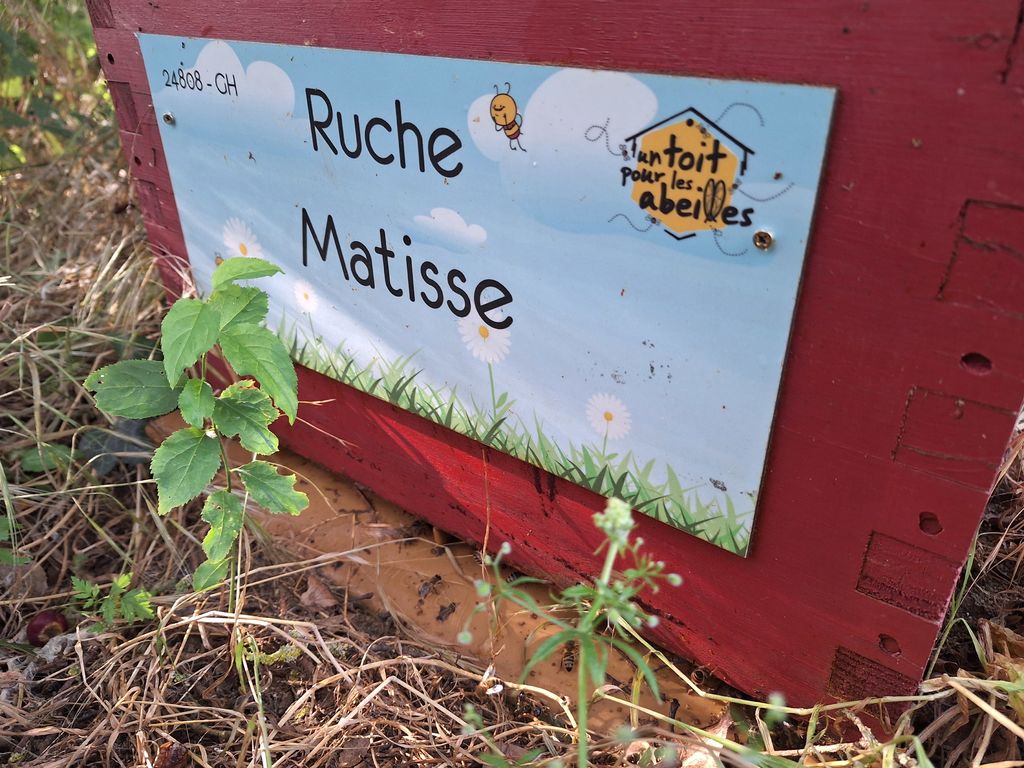 24808 - CH
Ruche
Matisse
un toit
pour les
abeilles